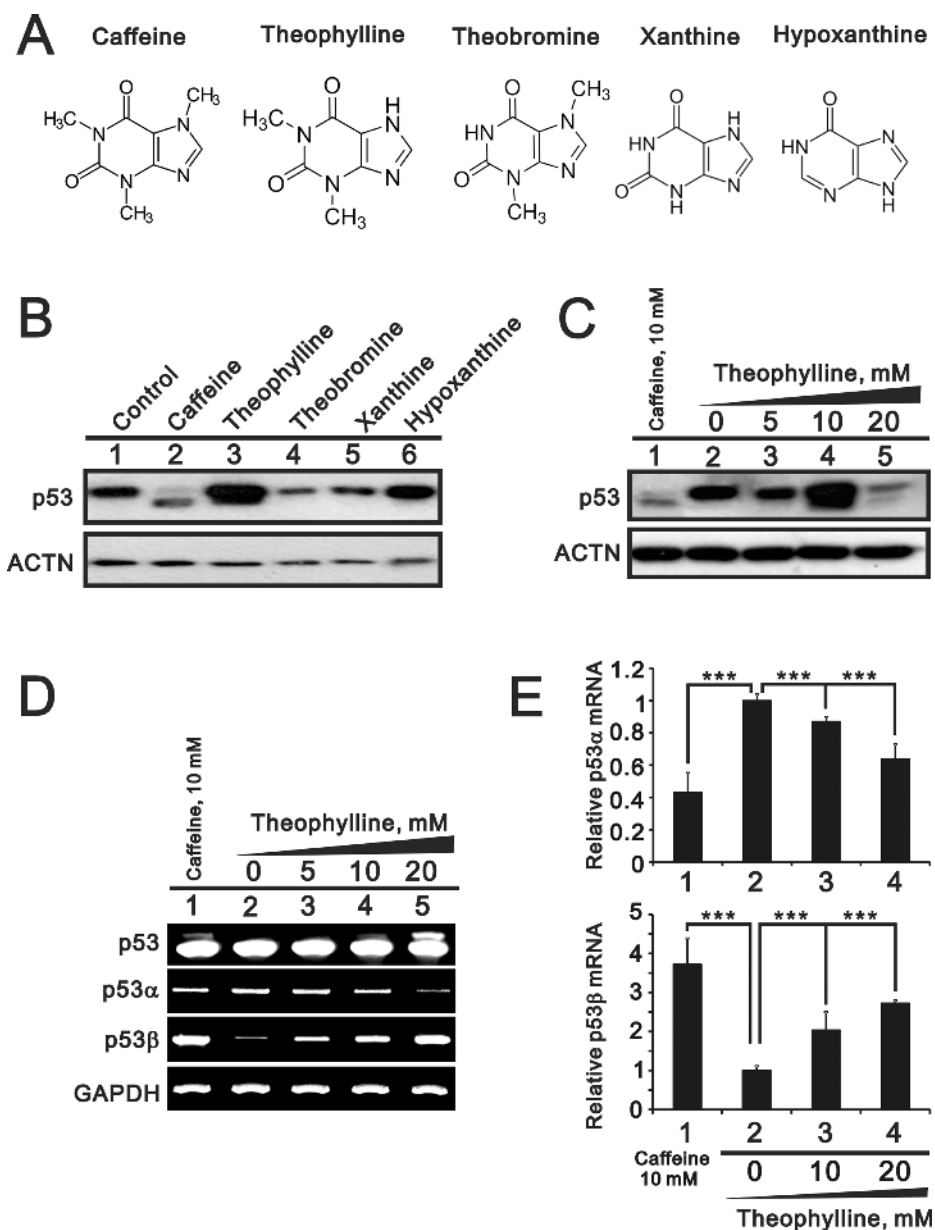 A
Caffeine Theophylline Theobromine Xanthine Hypoxanthine
O CH₃ H₃C N N O N N CH₃
O H H₃C N N O N N CH₃
O CH₃ HN N O N N CH₃
O H HN N O N N H
O HN N N N H
B
Control Caffeine Theophylline Theobromine Xanthine Hypoxanthine
1 2 3 4 5 6
p53
ACTN
C
Caffeine, 10 mM
Theophylline, mM
0 5 10 20
1 2 3 4 5
p53
ACTN
D
Caffeine, 10 mM
Theophylline, mM
0 5 10 20
1 2 3 4 5
p53
p53α
p53β
GAPDH
E
Relative p53α mRNA
1.2
1
0.8
0.6
0.4
0.2
0
*** *** ***
1 2 3 4
Relative p53β mRNA
5
4
3
2
1
0
*** *** ***
1 2 3 4
Caffeine
10 mM
0 10 20
Theophylline, mM